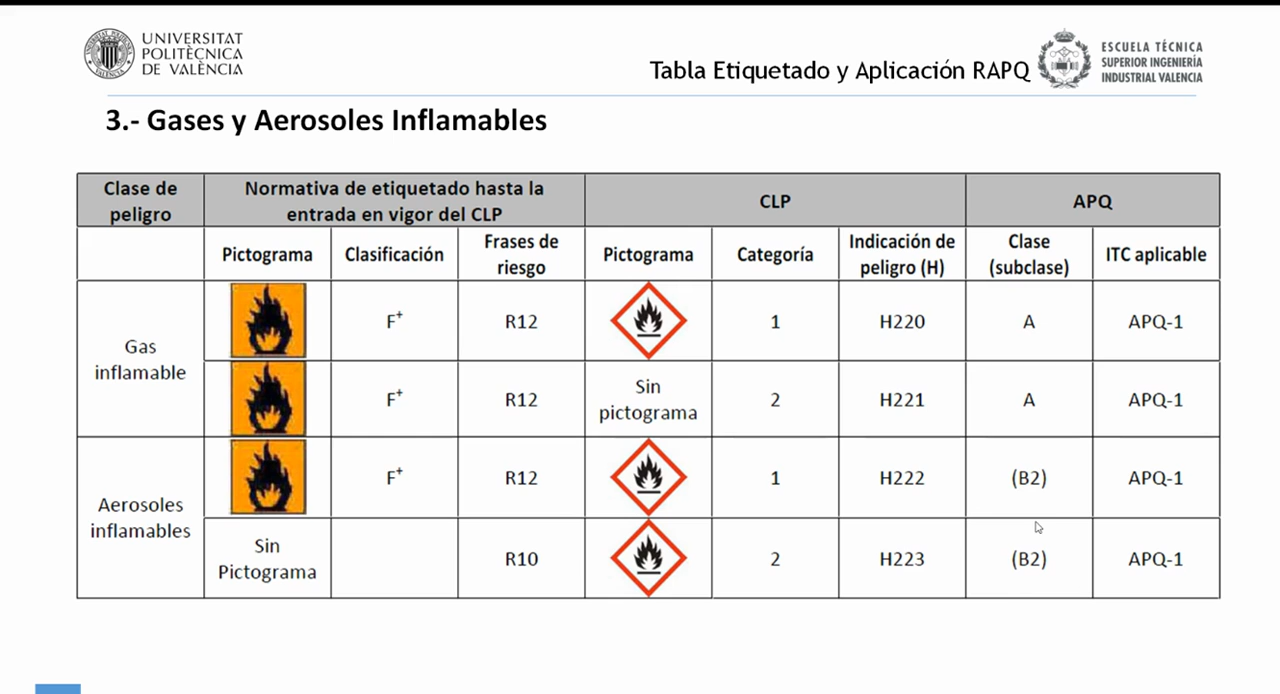 UNIVERSITAT
POLITÈCNICA
DE VALÈNCIA
Tabla Etiquetado y Aplicación RAPQ
ESCUELA TÉCNICA
SUPERIOR INGENIERÍA
INDUSTRIAL VALENCIA
3.- Gases y Aerosoles Inflamables
Clase de
peligro
Normativa de etiquetado hasta la
entrada en vigor del CLP
CLP
APQ
Pictograma
Clasificación
Frases de
riesgo
Pictograma
Categoría
Indicación de
peligro (H)
Clase
(subclase)
ITC aplicable
Gas
inflamable
F+
R12
1
H220
A
APQ-1
F+
R12
Sin
pictograma
2
H221
A
APQ-1
Aerosoles
inflamables
F+
R12
1
H222
(B2)
APQ-1
Sin
Pictograma
R10
2
H223
(B2)
APQ-1